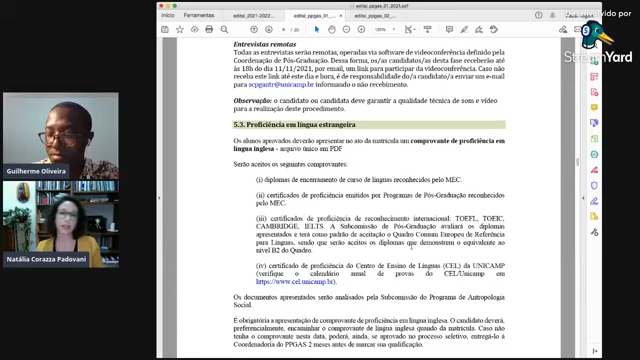 edital_ppgas_01_2021.pdf
Início
Ferramentas
edital_2021-2022...
edital_ppgas_01_...
edital_ppgas_02_...
StreamYard
Entrevistas remotas
Todas as entrevistas serão remotas, operadas via software de videoconferência definido pela
Coordenação de Pós-Graduação. Dessa forma, os/as candidatos/as desta fase receberão até
às 18h do dia 11/11/2021, por email, um link para participar da videoconferência. Caso não
receba este link até este dia e hora, é de responsabilidade do/a candidato/a enviar um e-mail
para scpgantr@unicamp.br informando o não recebimento.
Observação: o candidato ou candidata deve garantir a qualidade técnica de som e vídeo
para a realização deste procedimento.
5.3. Proficiência em língua estrangeira
Os alunos aprovados deverão apresentar no ato da matrícula um comprovante de proficiência em
língua inglesa - arquivo único em PDF
Serão aceitos os seguintes comprovantes:
(i) diplomas de encerramento de curso de línguas reconhecidos pelo MEC.
(ii) certificados de proficiência emitidos por Programas de Pós-Graduação reconhecidos
pelo MEC.
(iii) certificados de proficiência de reconhecimento internacional: TOEFL, TOEIC,
CAMBRIDGE, IELTS. A Subcomissão de Pós-Graduação avaliará os diplomas
apresentados e terá como padrão de aceitação o Quadro Comum Europeu de Referência
para Línguas, sendo que serão aceitos os diplomas que demonstrem o equivalente ao
nível B2 do Quadro.
(iv) certificado de proficiência do Centro de Ensino de Línguas (CEL) da UNICAMP
(verifique o calendário anual de provas do CEL/Unicamp em
https://www.cel.unicamp.br).
Os documentos apresentados serão analisados pela Subcomissão do Programa de Antropologia
Social.
É obrigatória a apresentação de comprovante de proficiência em língua inglesa. O candidato deverá,
preferencialmente, encaminhar o comprovante de língua inglesa quando da matrícula. Caso não
tenha o comprovante nesta data, poderá, ainda, se aprovado no processo seletivo, entregá-lo à
Coordenadoria do PPGAS 2 meses antes de marcar sua qualificação.
Guilherme Oliveira
Natália Corazza Padovani